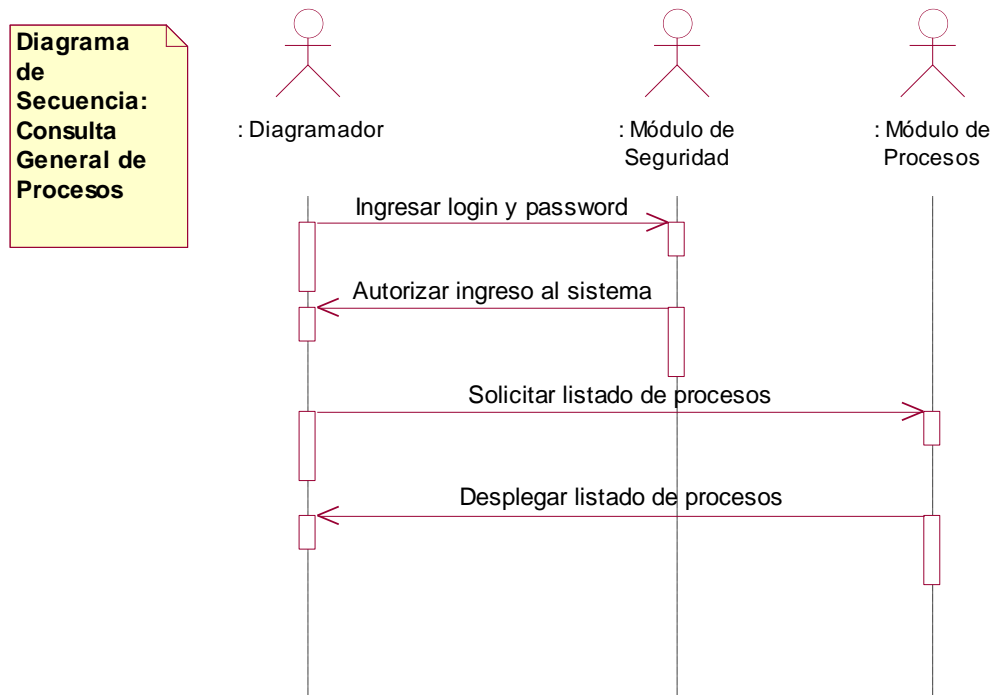 Diagrama
de
Secuencia:
Consulta
General de
Procesos
: Diagramador
: Módulo de
Seguridad
: Módulo de
Procesos
Ingresar login y password
Autorizar ingreso al sistema
Solicitar listado de procesos
Desplegar listado de procesos